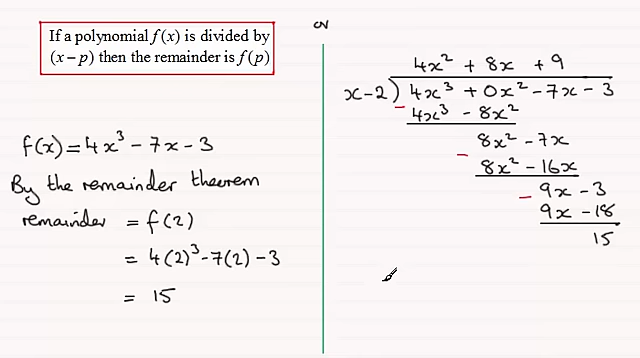 or
If a polynomial f(x) is divided by
(x – p) then the remainder is f(p)
f(x) = 4x³ - 7x - 3
By the remainder theorem
remainder = f(2)
= 4(2)³ - 7(2) - 3
= 15
4x² + 8x + 9
x - 2 ) 4x³ + 0x² - 7x - 3
- 4x³ - 8x²
8x² - 7x
- 8x² - 16x
9x - 3
- 9x - 18
15